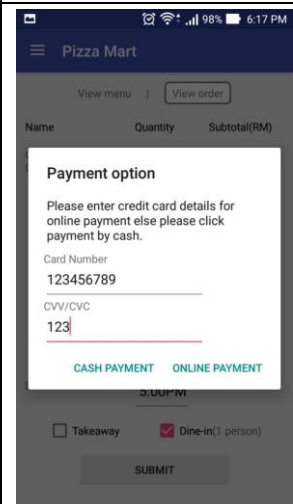 98% 6:17 PM
Pizza Mart
View menu | View order
Name Quantity Subtotal(RM)
Payment option
Please enter credit card details for
online payment else please click
payment by cash.
Card Number
123456789
CVV/CVC
123
CASH PAYMENT ONLINE PAYMENT
5:00PM
Takeaway Dine-in(1 person)
SUBMIT